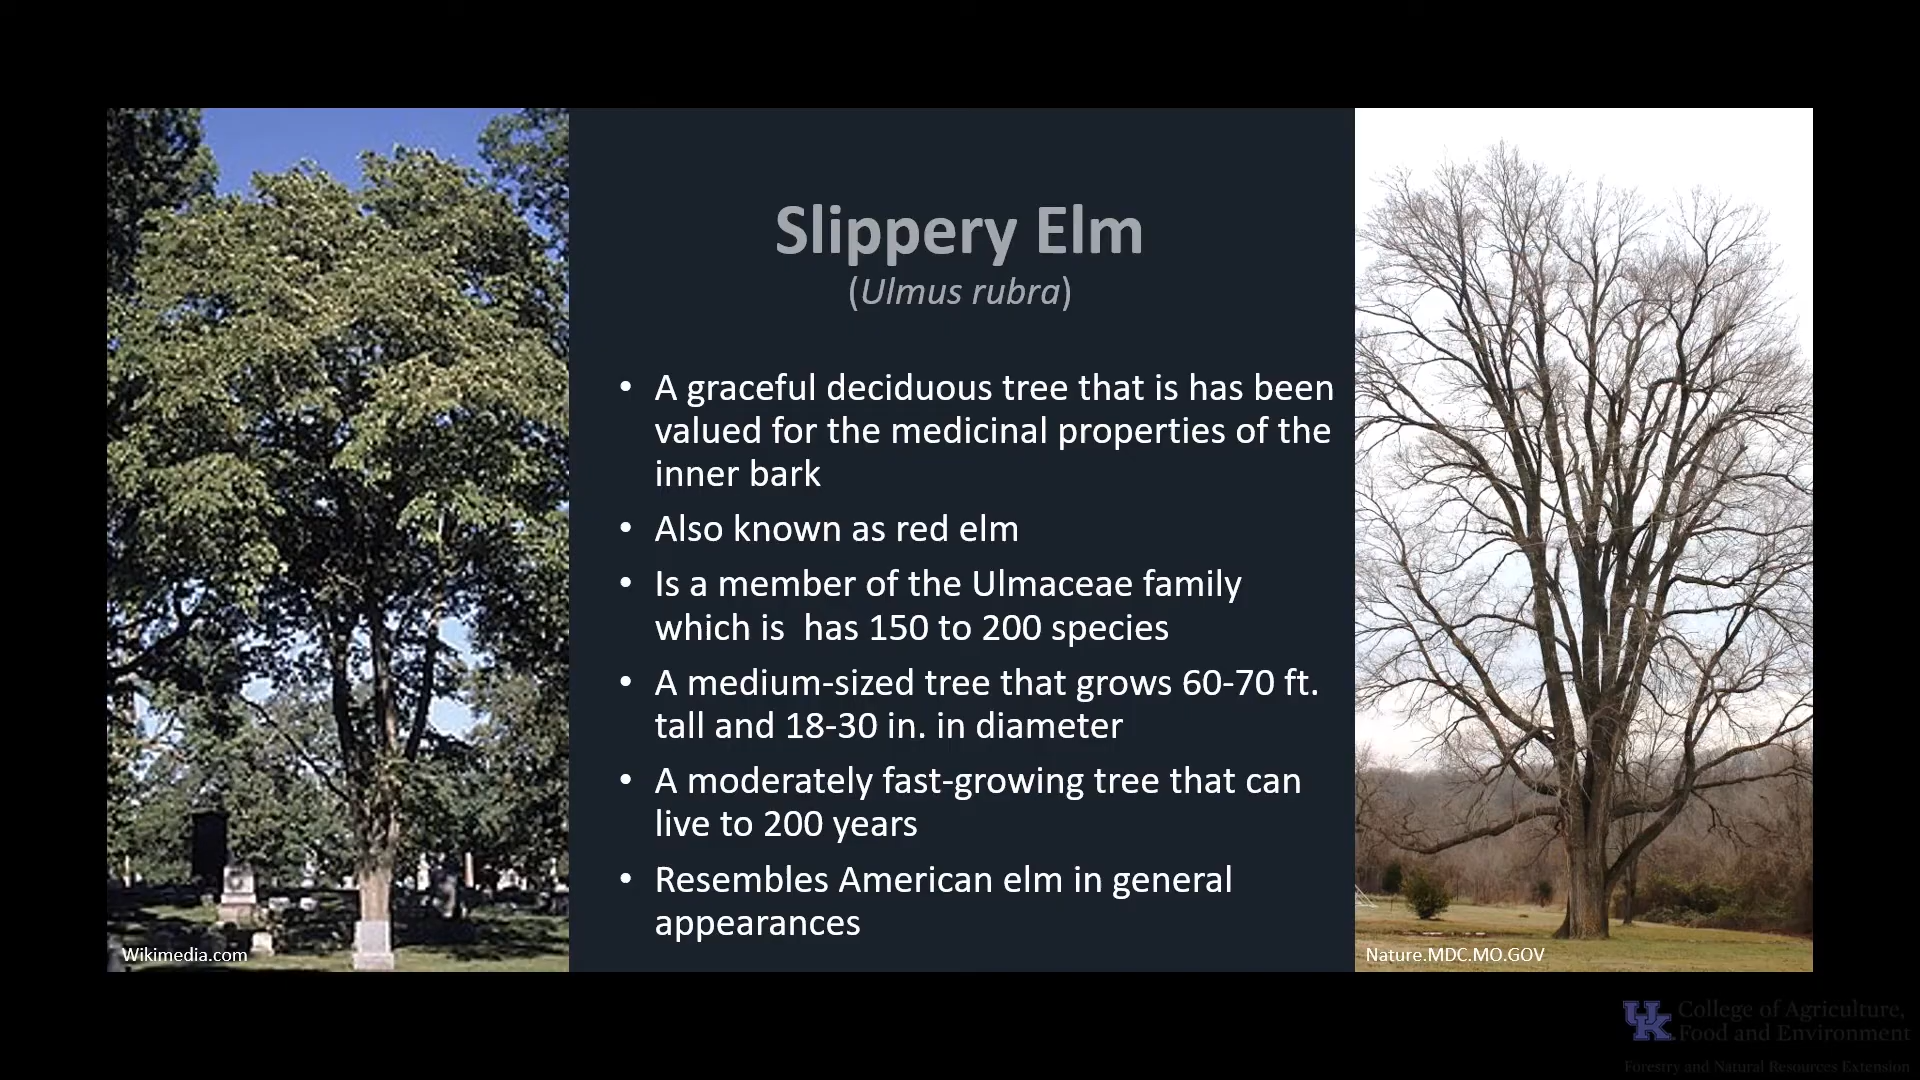 Slippery Elm
(Ulmus rubra)
• A graceful deciduous tree that is has been
valued for the medicinal properties of the
inner bark
• Also known as red elm
• Is a member of the Ulmaceae family
which is  has 150 to 200 species
• A medium-sized tree that grows 60-70 ft.
tall and 18-30 in. in diameter
• A moderately fast-growing tree that can
live to 200 years
• Resembles American elm in general
appearances
Wikimedia.com
Nature.MDC.MO.GOV
UK College of Agriculture,
Food and Environment
Forestry and Natural Resources Extension